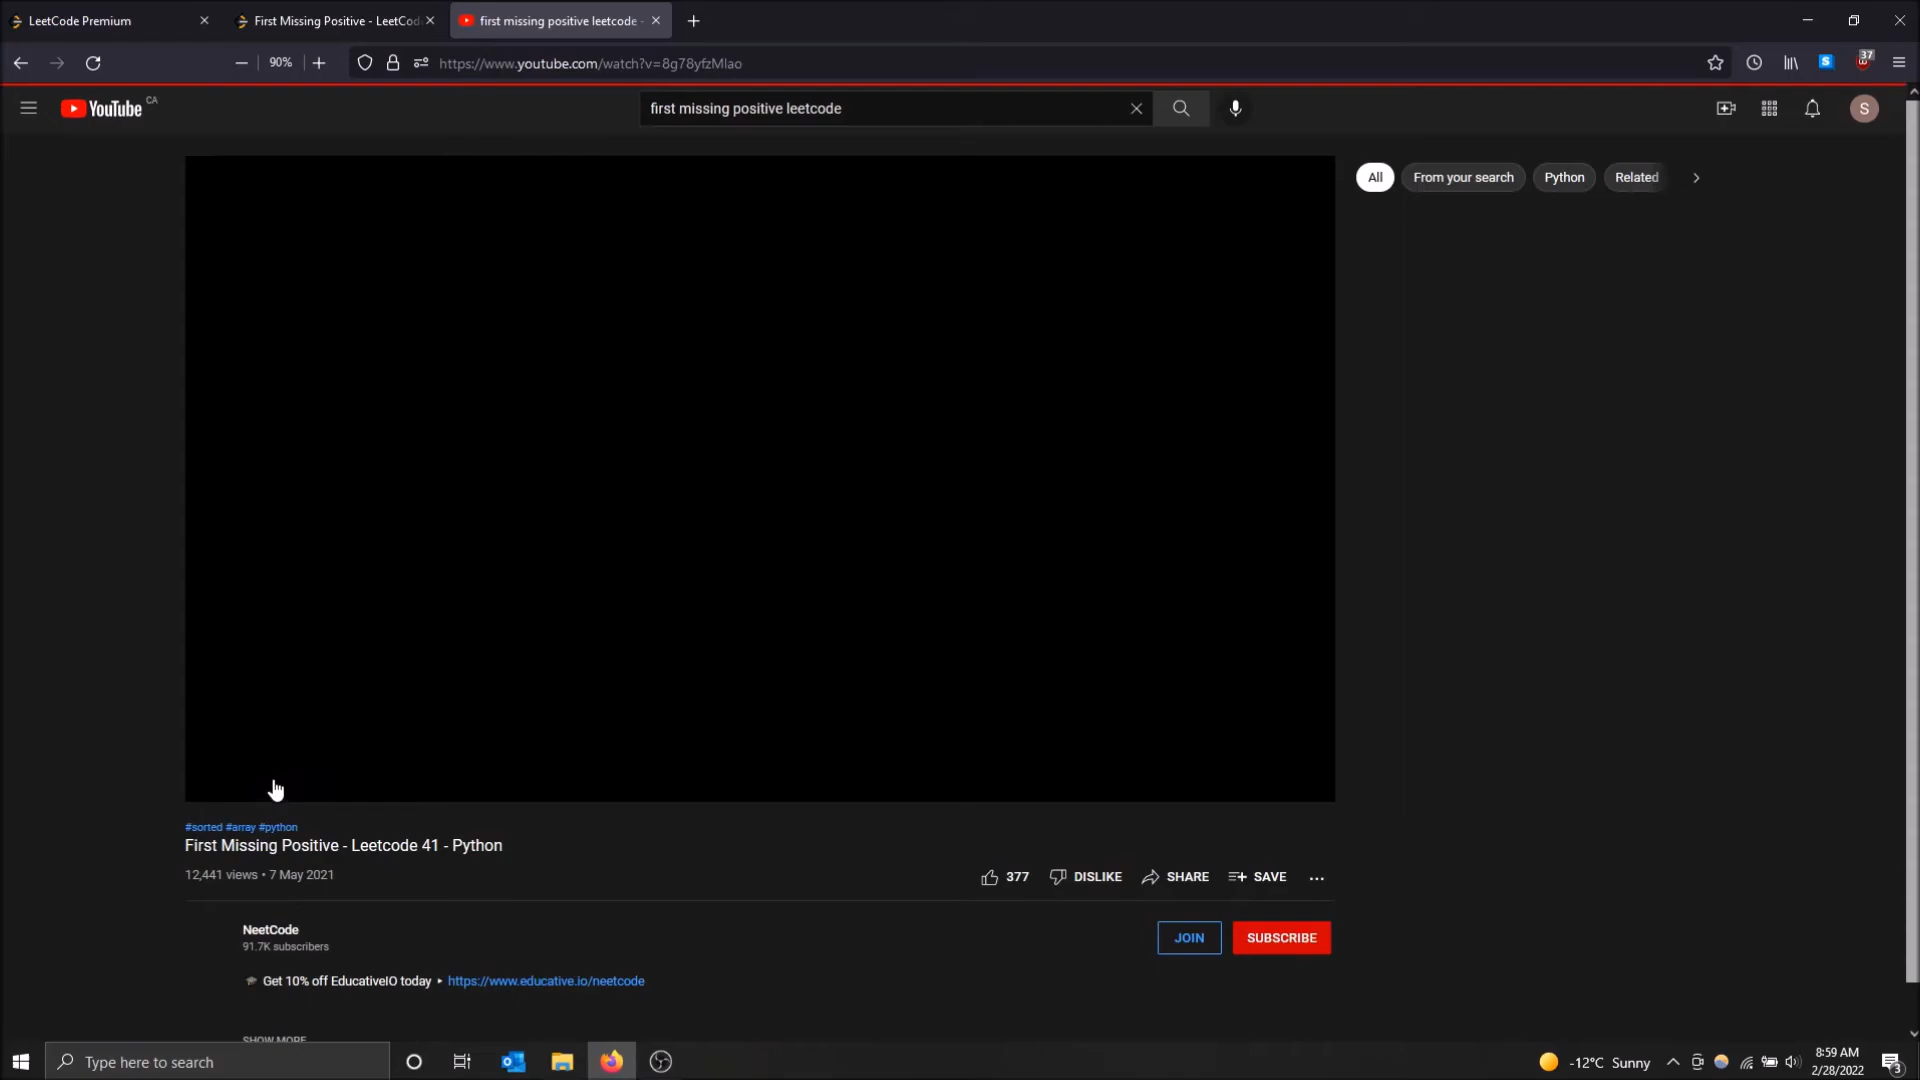 LeetCode Premium
First Missing Positive - LeetCod
first missing positive leetcode -
90%
https://www.youtube.com/watch?v=8g78yfzMlao
37
YouTube CA
first missing positive leetcode
S
All
From your search
Python
Related
#sorted #array #python
First Missing Positive - Leetcode 41 - Python
12,441 views • 7 May 2021
377
DISLIKE
SHARE
SAVE
NeetCode
91.7K subscribers
JOIN
SUBSCRIBE
Get 10% off EducativeIO today ‣ https://www.educative.io/neetcode
SHOW MORE
Type here to search
-12°C Sunny
8:59 AM
2/28/2022
3